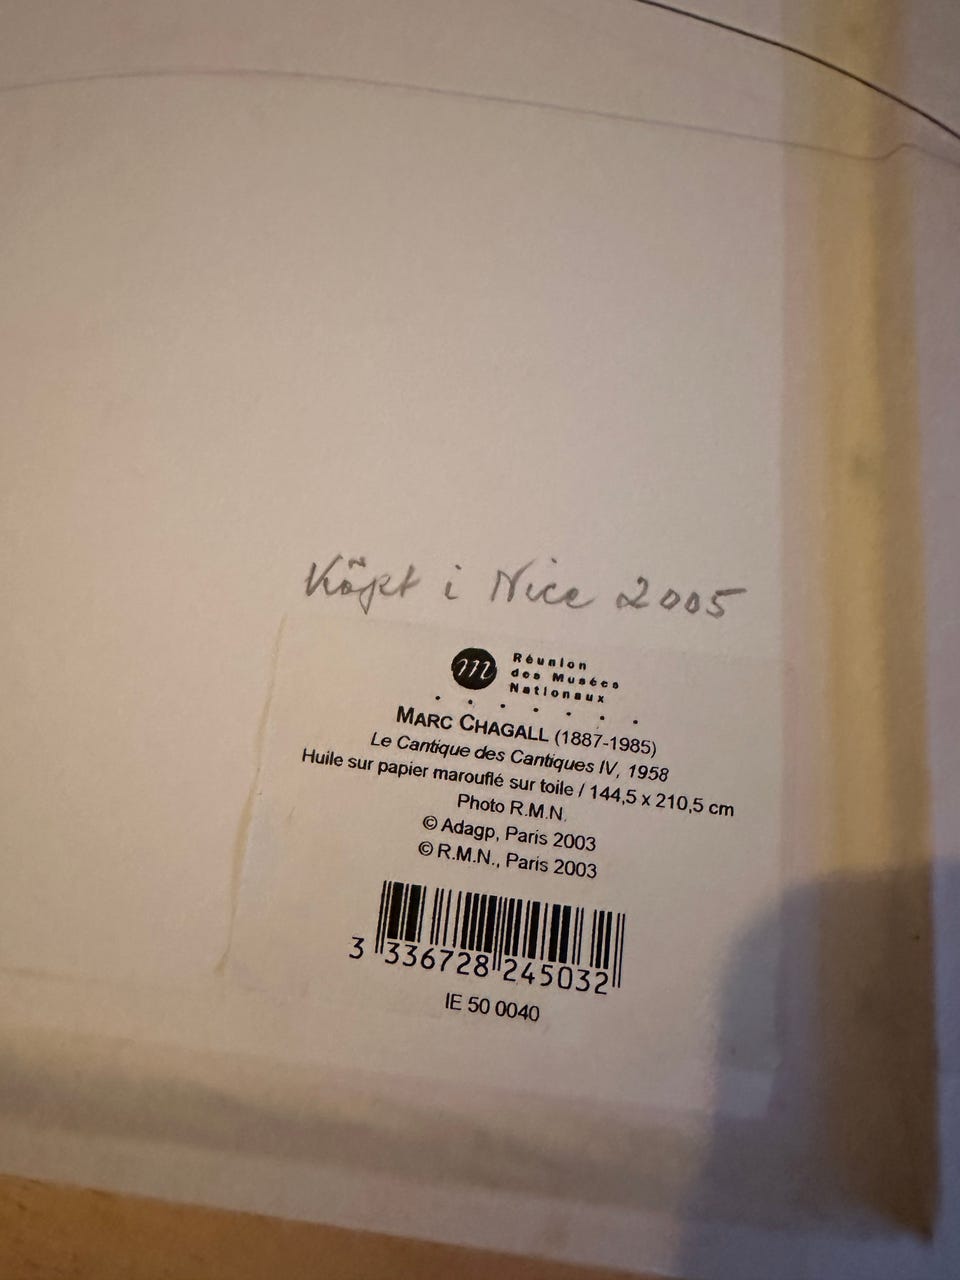 Köpt i Nice 2005
m
Réunion
des Musées
Nationaux
MARC CHAGALL (1887-1985)
Le Cantique des Cantiques IV, 1958
Huile sur papier marouflé sur toile / 144,5 x 210,5 cm
Photo R.M.N.
© Adagp, Paris 2003
© R.M.N., Paris 2003
3 336728 245032
IE 50 0040